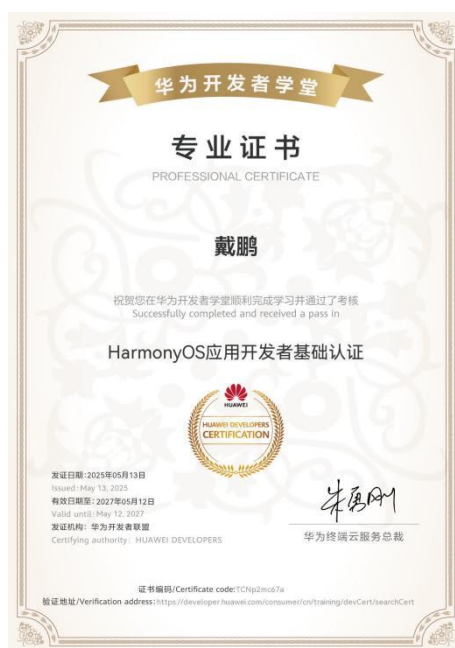 华为开发者学堂
专业证书
PROFESSIONAL CERTIFICATE
戴鹏
祝贺您在华为开发者学堂顺利完成学习并通过了考核
Successfully completed and received a pass in
HarmonyOS应用开发者基础认证
HUAWEI
HUAWEI DEVELOPERS
CERTIFICATION
发证日期:2025年05月13日
Issued:May 13, 2025
有效日期至:2027年05月12日
Valid until:May 12, 2027
发证机构: 华为开发者联盟
Certifying authority: HUAWEI DEVELOPERS
朱勇刚
华为终端云服务总裁
证书编码/Certificate code:TCNp2mc67a
验证地址/Verification address:https://developer.huawei.com/consumer/cn/training/devCert/searchCert